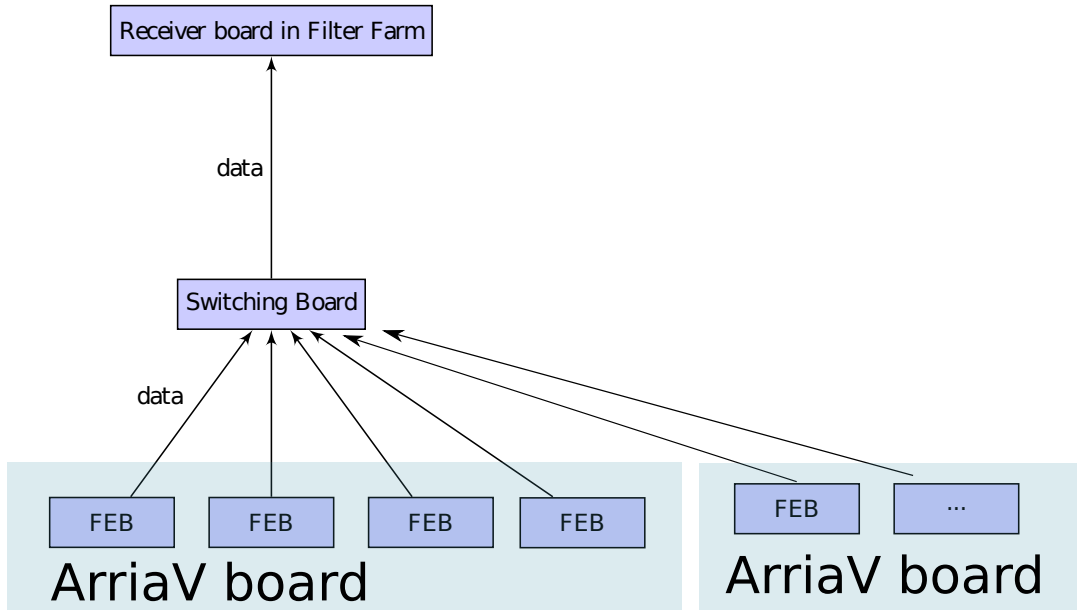 Receiver board in Filter Farm
data
Switching Board
data
FEB
FEB
FEB
FEB
FEB
...
ArriaV board
ArriaV board